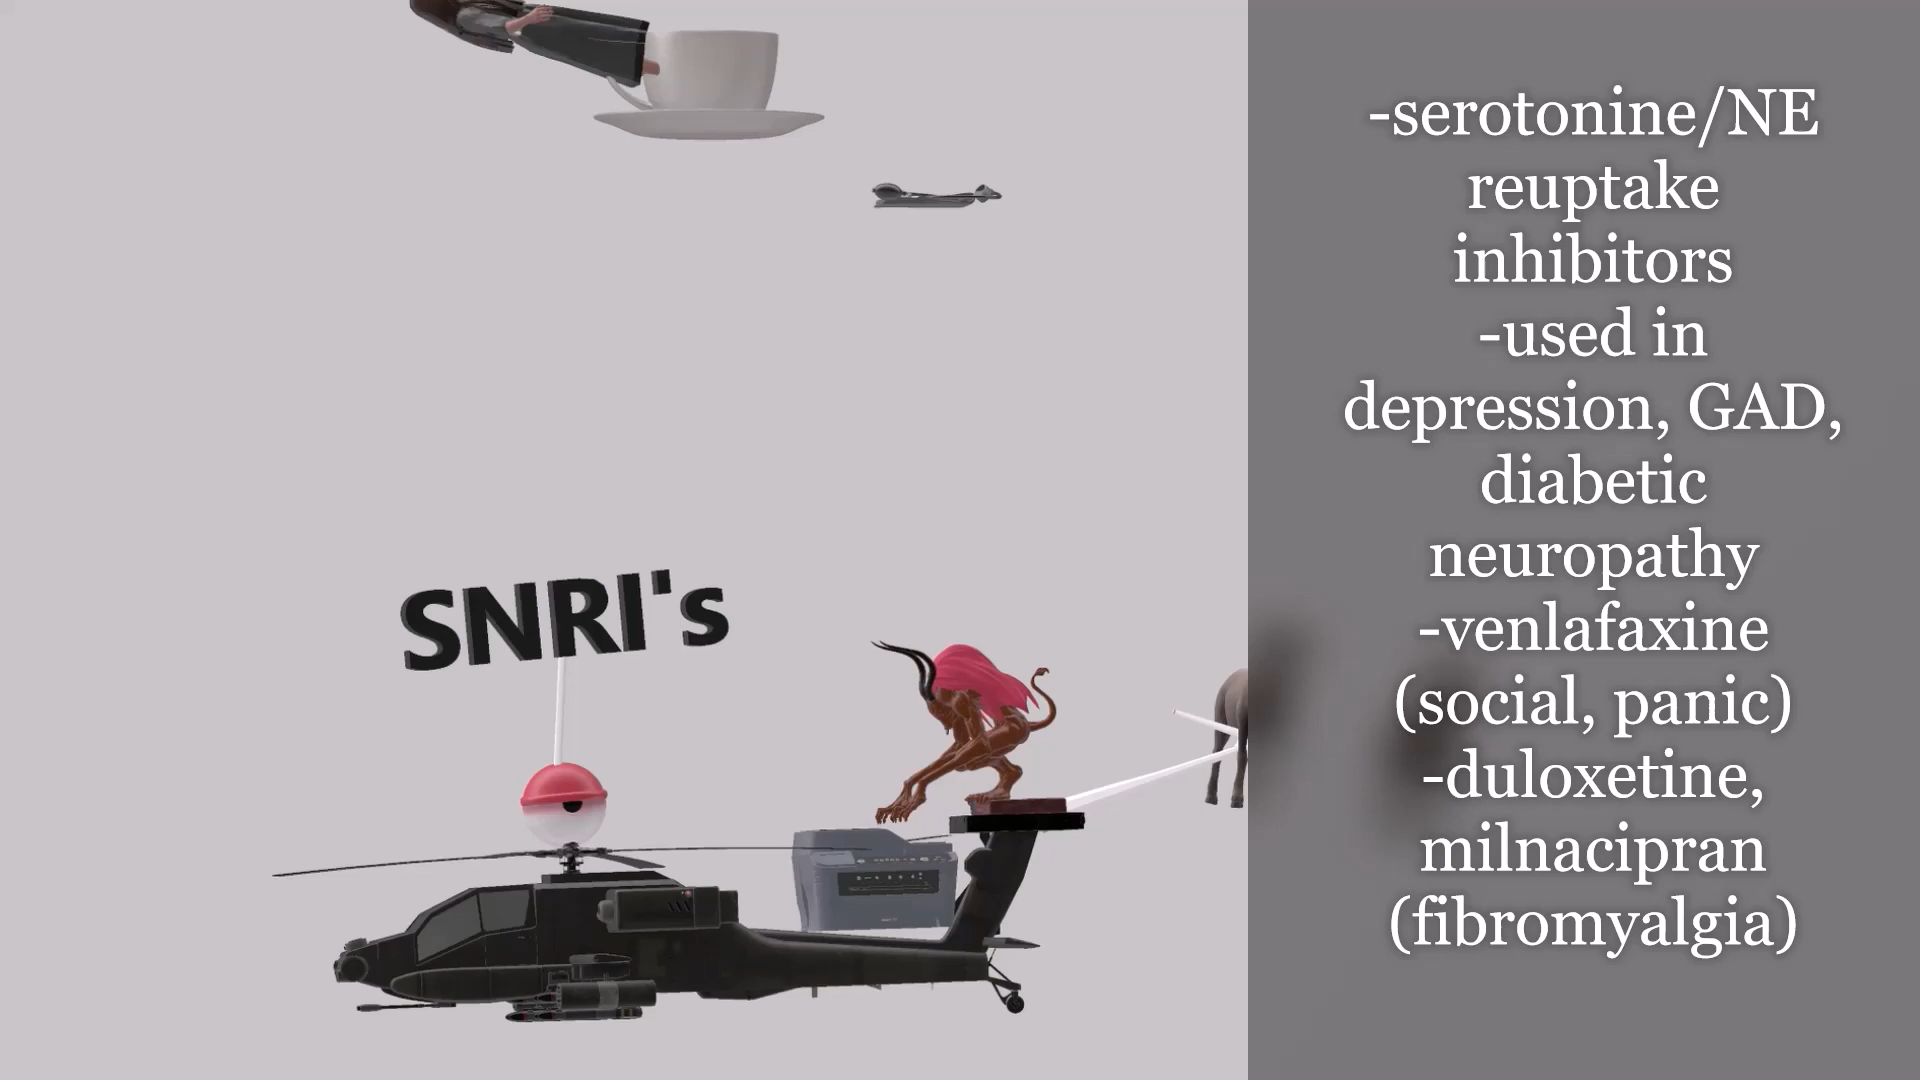 SNRI's
-serotonine/NE
reuptake
inhibitors
-used in
depression, GAD,
diabetic
neuropathy
-venlafaxine
(social, panic)
-duloxetine,
milnacipran
(fibromyalgia)